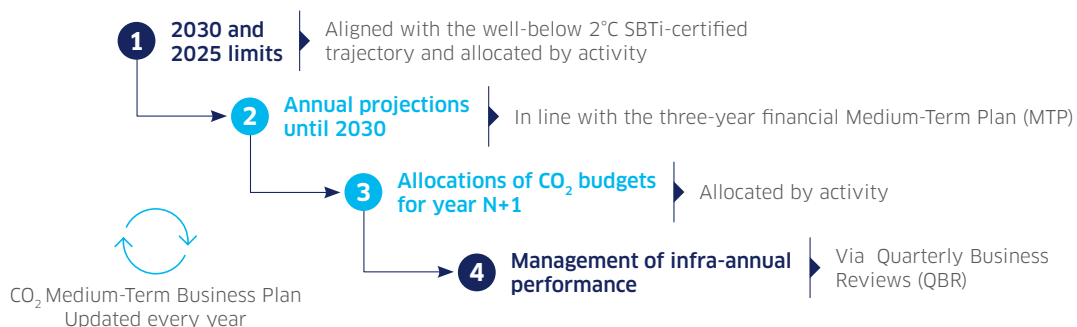 1
2030 and
2025 limits
Aligned with the well-below 2°C SBTi-certified
trajectory and allocated by activity
2
Annual projections
until 2030
In line with the three-year financial Medium-Term Plan (MTP)
3
Allocations of CO₂ budgets
for year N+1
Allocated by activity
4
Management of infra-annual
performance
Via Quarterly Business
Reviews (QBR)
CO₂ Medium-Term Business Plan
Updated every year